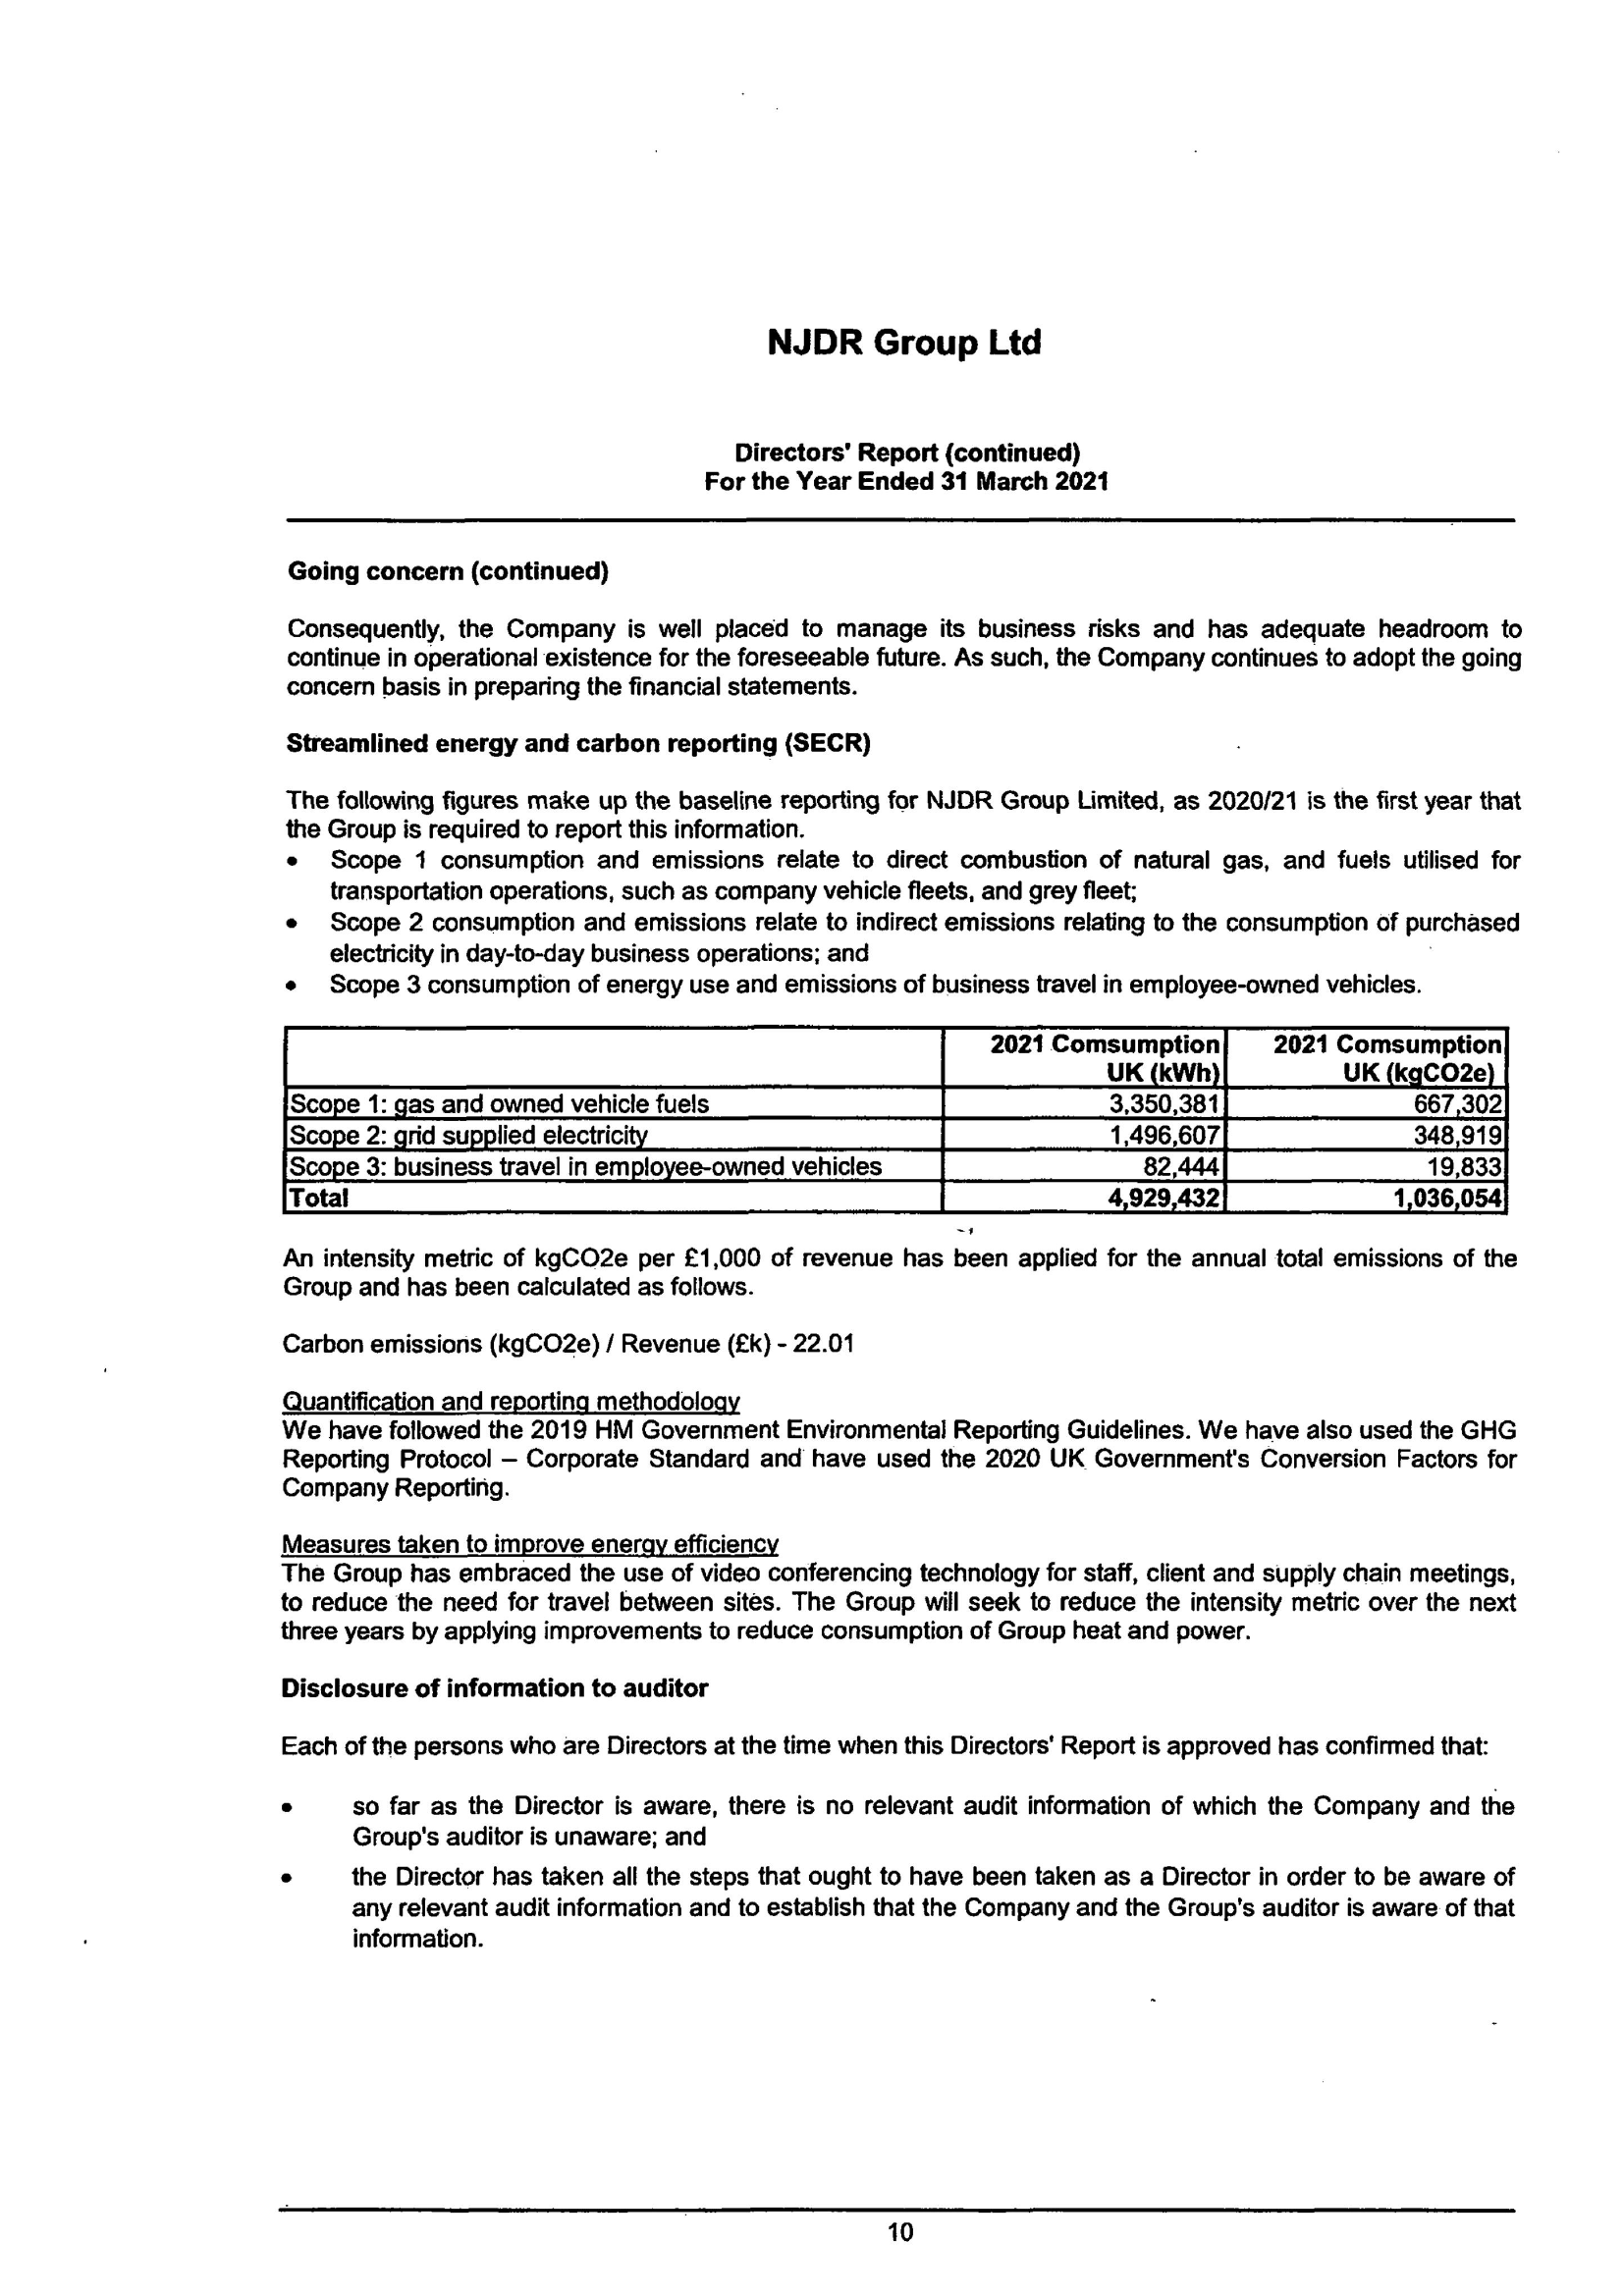 NJDR Group Ltd
Directors' Report (continued)
For the Year Ended 31 March 2021
Going concern (continued)
Consequently, the Company is well placed to manage its business risks and has adequate headroom to
continue in operational existence for the foreseeable future. As such, the Company continues to adopt the going
concern basis in preparing the financial statements.
Streamlined energy and carbon reporting (SECR)
The following figures make up the baseline reporting for NJDR Group Limited, as 2020/21 is the first year that
the Group is required to report this information.
• Scope 1 consumption and emissions relate to direct combustion of natural gas, and fuels utilised for
transportation operations, such as company vehicle fleets, and grey fleet;
• Scope 2 consumption and emissions relate to indirect emissions relating to the consumption of purchased
electricity in day-to-day business operations; and
• Scope 3 consumption of energy use and emissions of business travel in employee-owned vehicles.
2021 Comsumption 2021 Comsumption
UK (kWh) UK (kgCO2e)
Scope 1: gas and owned vehicle fuels 3,350,381 667,302
Scope 2: grid supplied electricity 1,496,607 348,919
Scope 3: business travel in employee-owned vehicles 82,444 19,833
Total 4,929,432 1,036,054
An intensity metric of kgCO2e per £1,000 of revenue has been applied for the annual total emissions of the
Group and has been calculated as follows.
Carbon emissions (kgCO2e) / Revenue (£k) - 22.01
Quantification and reporting methodology
We have followed the 2019 HM Government Environmental Reporting Guidelines. We have also used the GHG
Reporting Protocol – Corporate Standard and have used the 2020 UK Government's Conversion Factors for
Company Reporting.
Measures taken to improve energy efficiency
The Group has embraced the use of video conferencing technology for staff, client and supply chain meetings,
to reduce the need for travel between sites. The Group will seek to reduce the intensity metric over the next
three years by applying improvements to reduce consumption of Group heat and power.
Disclosure of information to auditor
Each of the persons who are Directors at the time when this Directors' Report is approved has confirmed that:
• so far as the Director is aware, there is no relevant audit information of which the Company and the
Group's auditor is unaware; and
• the Director has taken all the steps that ought to have been taken as a Director in order to be aware of
any relevant audit information and to establish that the Company and the Group's auditor is aware of that
information.
10